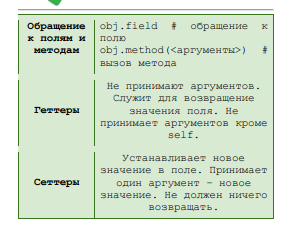 Обращение
к полям и
методам
obj.field # обращение к
полю
obj.method(<аргументы>) #
вызов метода
Геттеры
Не принимают аргументов.
Служит для возвращение
значения поля. Не
принимает аргументов кроме
self.
Сеттеры
Устанавливает новое
значение в поле. Принимает
один аргумент – новое
значение. Не должен ничего
возвращать.